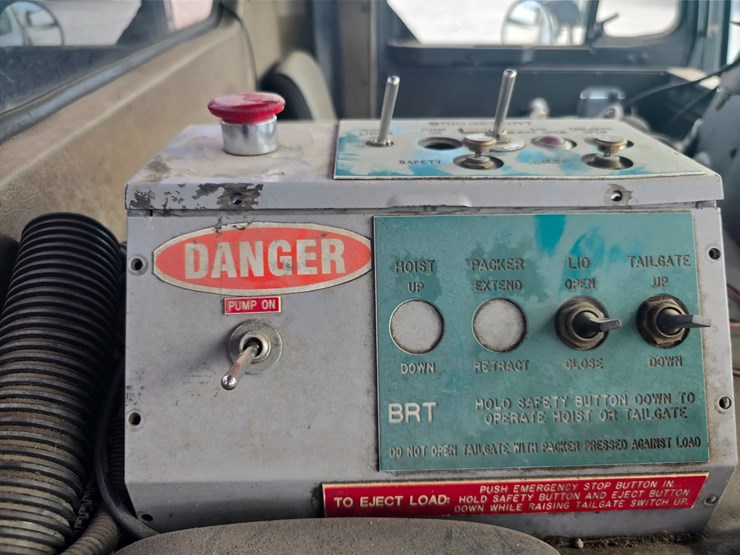 SAFETY
DANGER
PUMP ON
HOIST PACKER LID TAILGATE
UP EXTEND OPEN UP
DOWN RETRACT CLOSE DOWN
BRT
HOLD SAFETY BUTTON DOWN TO
OPERATE HOIST OR TAILGATE
DO NOT OPEN TAILGATE WITH PACKER PRESSED AGAINST LOAD
TO EJECT LOAD:
PUSH EMERGENCY STOP BUTTON IN.
HOLD SAFETY BUTTON AND EJECT BUTTON
DOWN WHILE RAISING TAILGATE SWITCH UP.